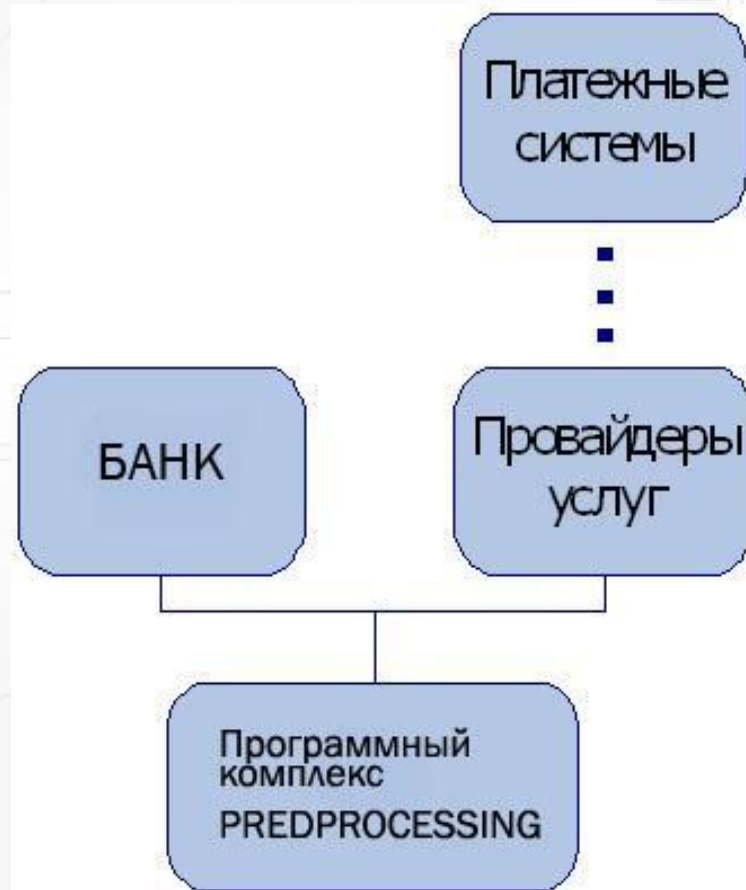 Платежные
системы
БАНК
Провайдеры
услуг
Программный
комплекс
PREDPROCESSING